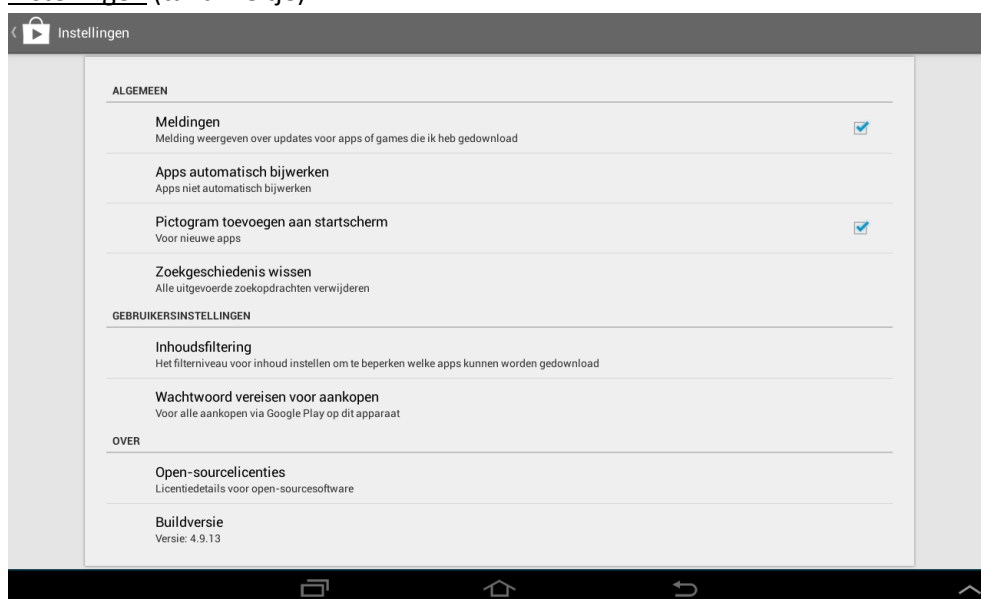 Instellingen
ALGEMEEN
Meldingen
Melding weergeven over updates voor apps of games die ik heb gedownload
Apps automatisch bijwerken
Apps niet automatisch bijwerken
Pictogram toevoegen aan startscherm
Voor nieuwe apps
Zoekgeschiedenis wissen
Alle uitgevoerde zoekopdrachten verwijderen
GEBRUIKERSINSTELLINGEN
Inhoudsfiltering
Het filterniveau voor inhoud instellen om te beperken welke apps kunnen worden gedownload
Wachtwoord vereisen voor aankopen
Voor alle aankopen via Google Play op dit apparaat
OVER
Open-sourcelicenties
Licentiedetails voor open-sourcesoftware
Buildversie
Versie: 4.9.13